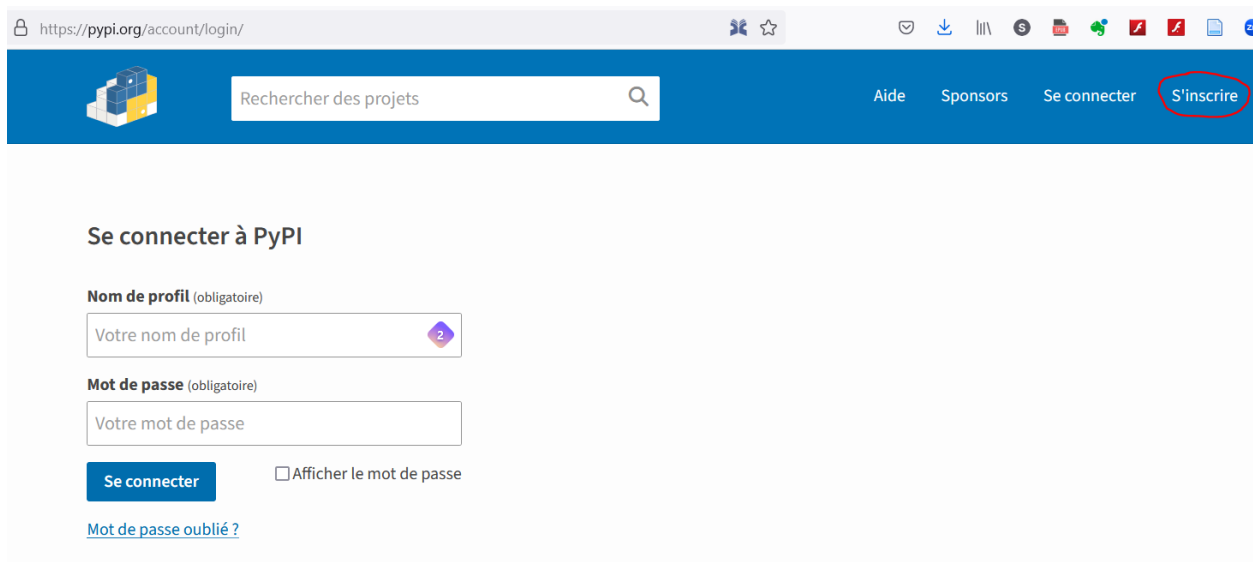 https://pypi.org/account/login/
Rechercher des projets
Aide Sponsors Se connecter S'inscrire
Se connecter à PyPI
Nom de profil (obligatoire)
Votre nom de profil 2
Mot de passe (obligatoire)
Votre mot de passe
Se connecter Afficher le mot de passe
Mot de passe oublié ?